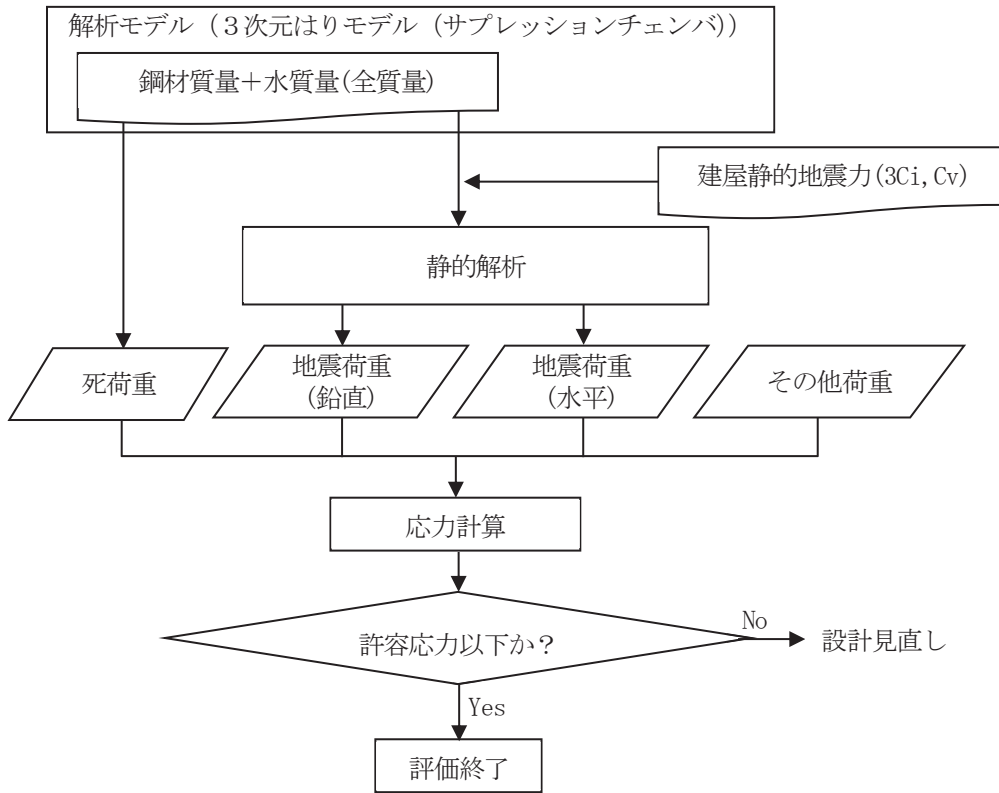 解析モデル（３次元はりモデル（サプレッションチェンバ））
鋼材質量＋水質量(全質量)
建屋静的地震力(3Ci,Cv)
静的解析
死荷重
地震荷重
(鉛直)
地震荷重
(水平)
その他荷重
応力計算
許容応力以下か？
No
設計見直し
Yes
評価終了